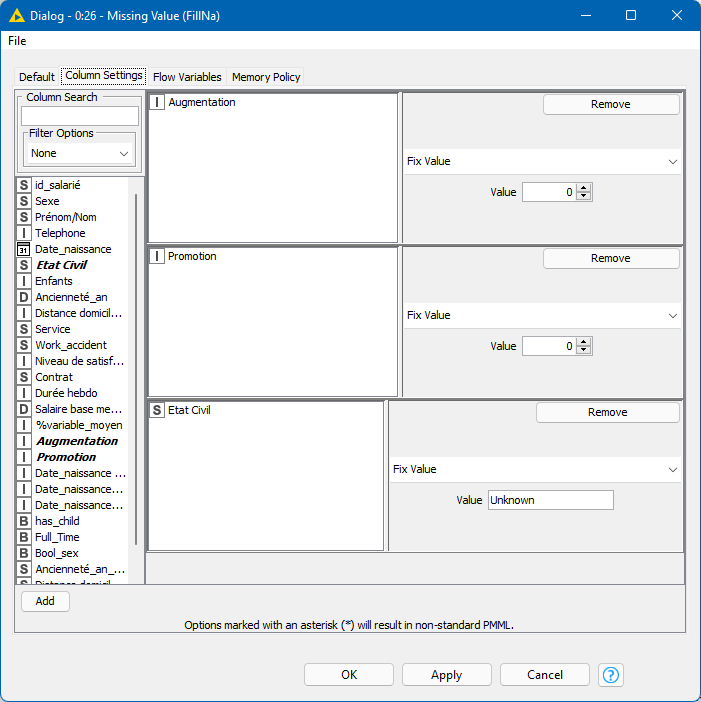 Dialog - 0:26 - Missing Value (FillNa)
File
Default Column Settings Flow Variables Memory Policy
Column Search
Filter Options
None
S id_salarié
S Sexe
S Prénom/Nom
I Telephone
31 Date_naissance
S Etat Civil
I Enfants
D Ancienneté_an
I Distance domicil...
S Service
S Work_accident
I Niveau de satisf...
S Contrat
I Durée hebdo
D Salaire base me...
I %variable_moyen
I Augmentation
I Promotion
I Date_naissance ...
I Date_naissance...
I Date_naissance...
B has_child
B Full_Time
B Bool_sex
S Ancienneté_an_...
S Distance domicil...
Add
I Augmentation
Remove
Fix Value
Value 0
I Promotion
Remove
Fix Value
Value 0
S Etat Civil
Remove
Fix Value
Value Unknown
Options marked with an asterisk (*) will result in non-standard PMML.
OK Apply Cancel ?